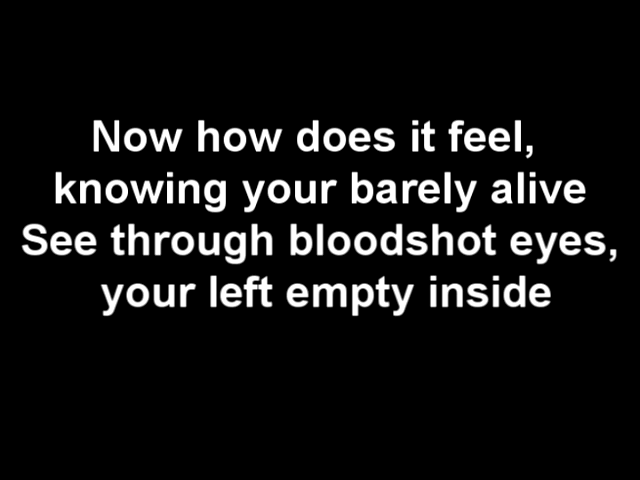 Now how does it feel,
knowing your barely alive
See through bloodshot eyes,
your left empty inside